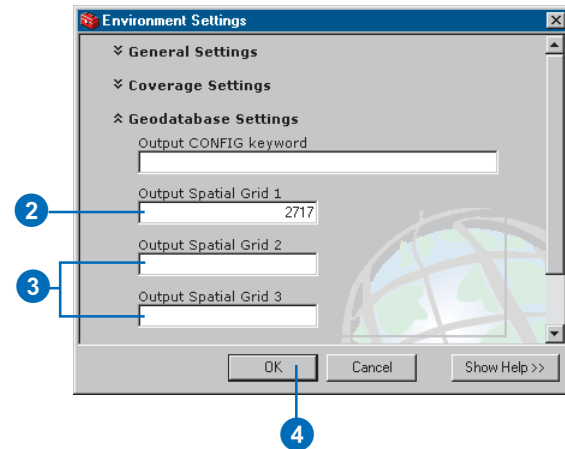 Environment Settings
General Settings
Coverage Settings
Geodatabase Settings
Output CONFIG keyword
Output Spatial Grid 1
2
2717
Output Spatial Grid 2
3
Output Spatial Grid 3
OK
Cancel
Show Help >>
4